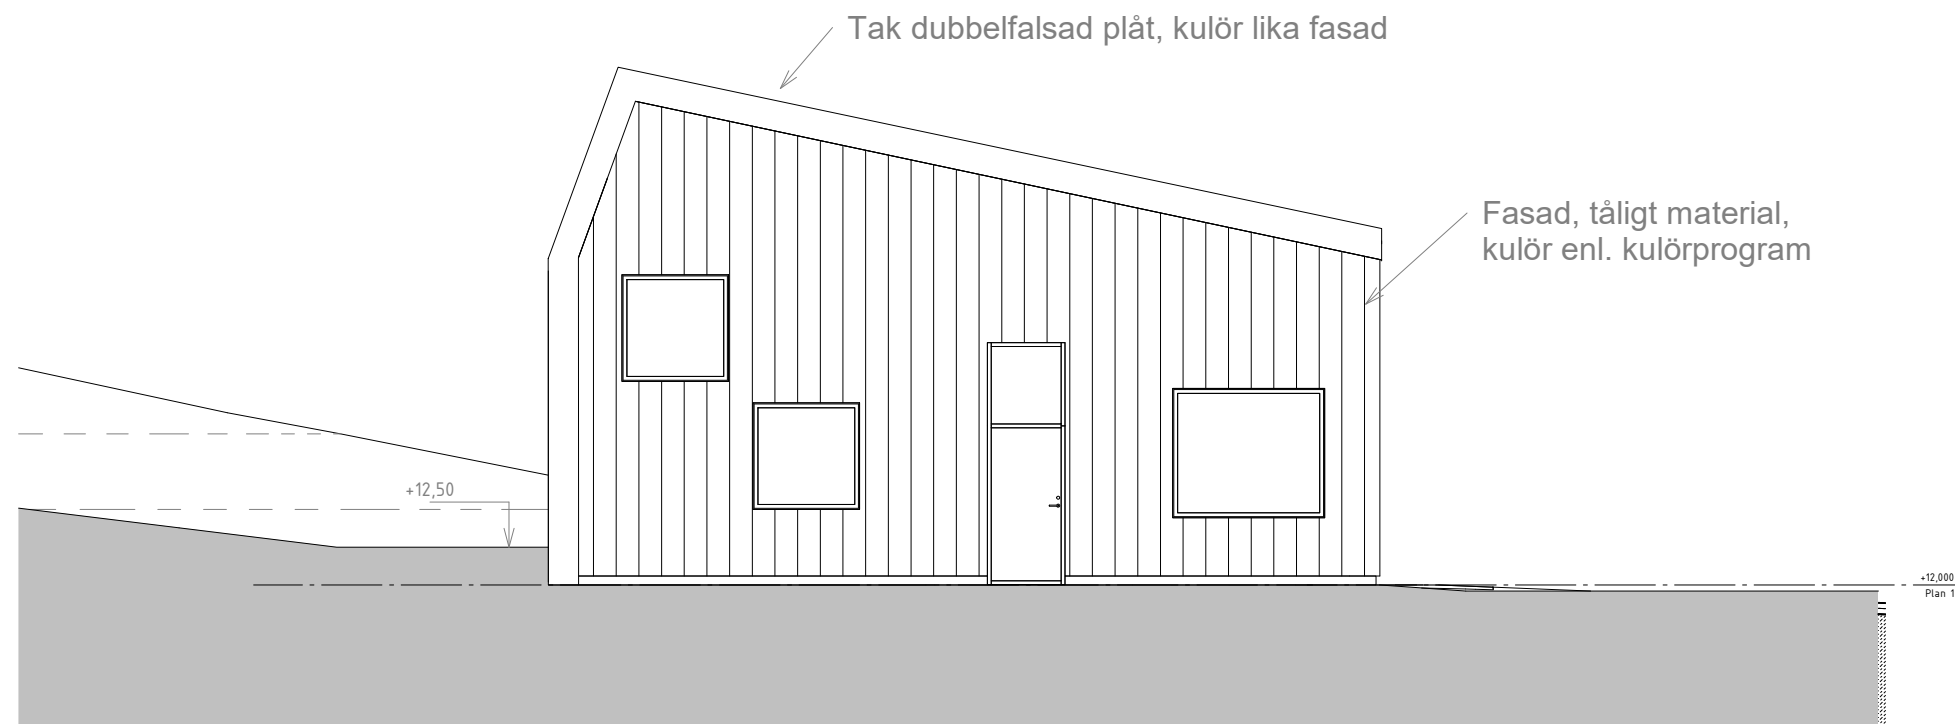 Tak dubbelfalsad plåt, kulör lika fasad
Fasad, tåligt material,
kulör enl. kulörprogram
+12,50
+12,000
Plan 1